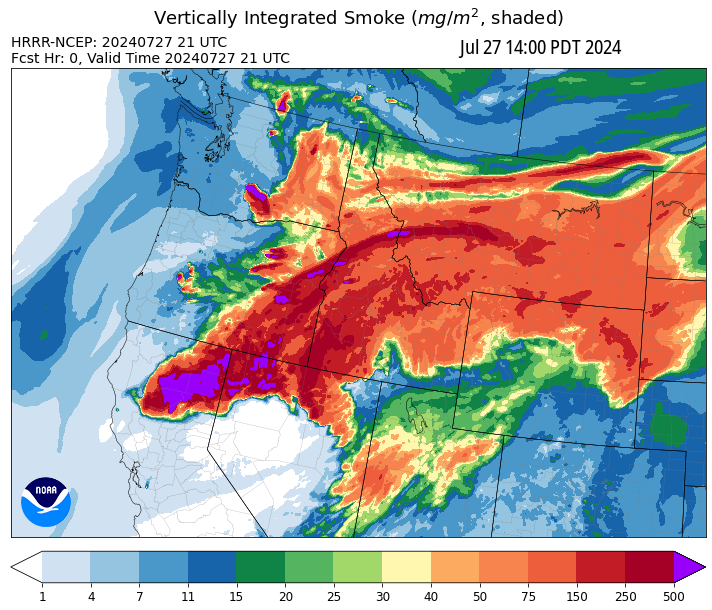 Vertically Integrated Smoke (mg/m², shaded)
HRRR-NCEP: 20240727 21 UTC
Jul 27 14:00 PDT 2024
Fcst Hr: 0, Valid Time 20240727 21 UTC
NOAA
1 4 7 11 15 20 25 30 40 50 75 150 250 500